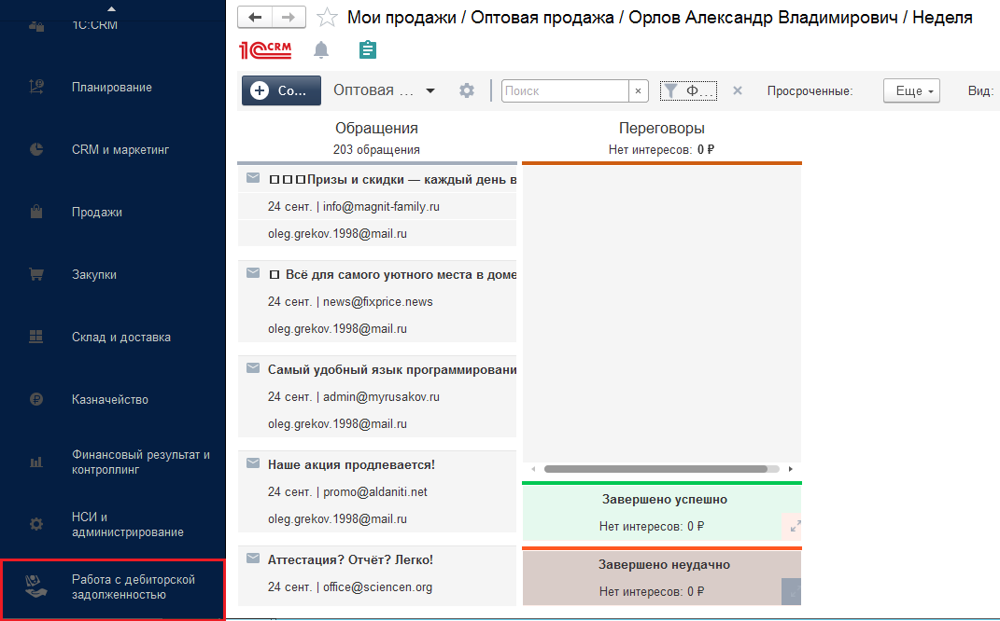 1С:CRM
Планирование
CRM и маркетинг
Продажи
Закупки
Склад и доставка
Казначейство
Финансовый результат и
контроллинг
НСИ и
администрирование
Работа с дебиторской
задолженностью
Мои продажи / Оптовая продажа / Орлов Александр Владимирович / Неделя
1С CRM
Со... Оптовая ... Поиск × Ф... × Просроченные: Еще Вид:
Обращения
203 обращения
Призы и скидки — каждый день в
24 сент. | info@magnit-family.ru
oleg.grekov.1998@mail.ru
Всё для самого уютного места в доме
24 сент. | news@fixprice.news
oleg.grekov.1998@mail.ru
Самый удобный язык программировани
24 сент. | admin@myrusakov.ru
oleg.grekov.1998@mail.ru
Наше акция продлевается!
24 сент. | promo@aldaniti.net
oleg.grekov.1998@mail.ru
Аттестация? Отчёт? Легко!
24 сент. | office@sciencen.org
Переговоры
Нет интересов: 0 ₽
Завершено успешно
Нет интересов: 0 ₽
Завершено неудачно
Нет интересов: 0 ₽